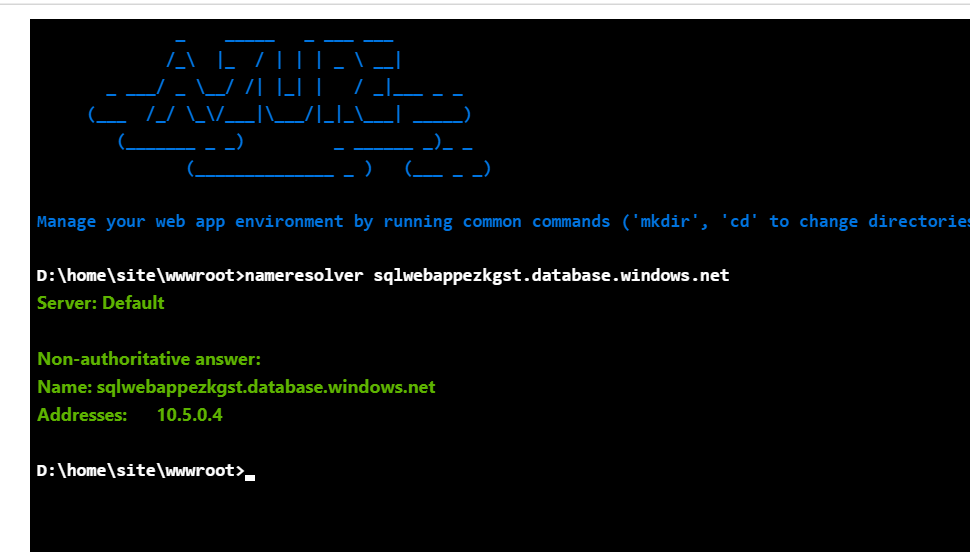 AZURE
Manage your web app environment by running common commands ('mkdir', 'cd' to change directories
D:\home\site\wwwroot>nameresolver sqlwebappezkgst.database.windows.net
Server: Default
Non-authoritative answer:
Name: sqlwebappezkgst.database.windows.net
Addresses: 10.5.0.4
D:\home\site\wwwroot>